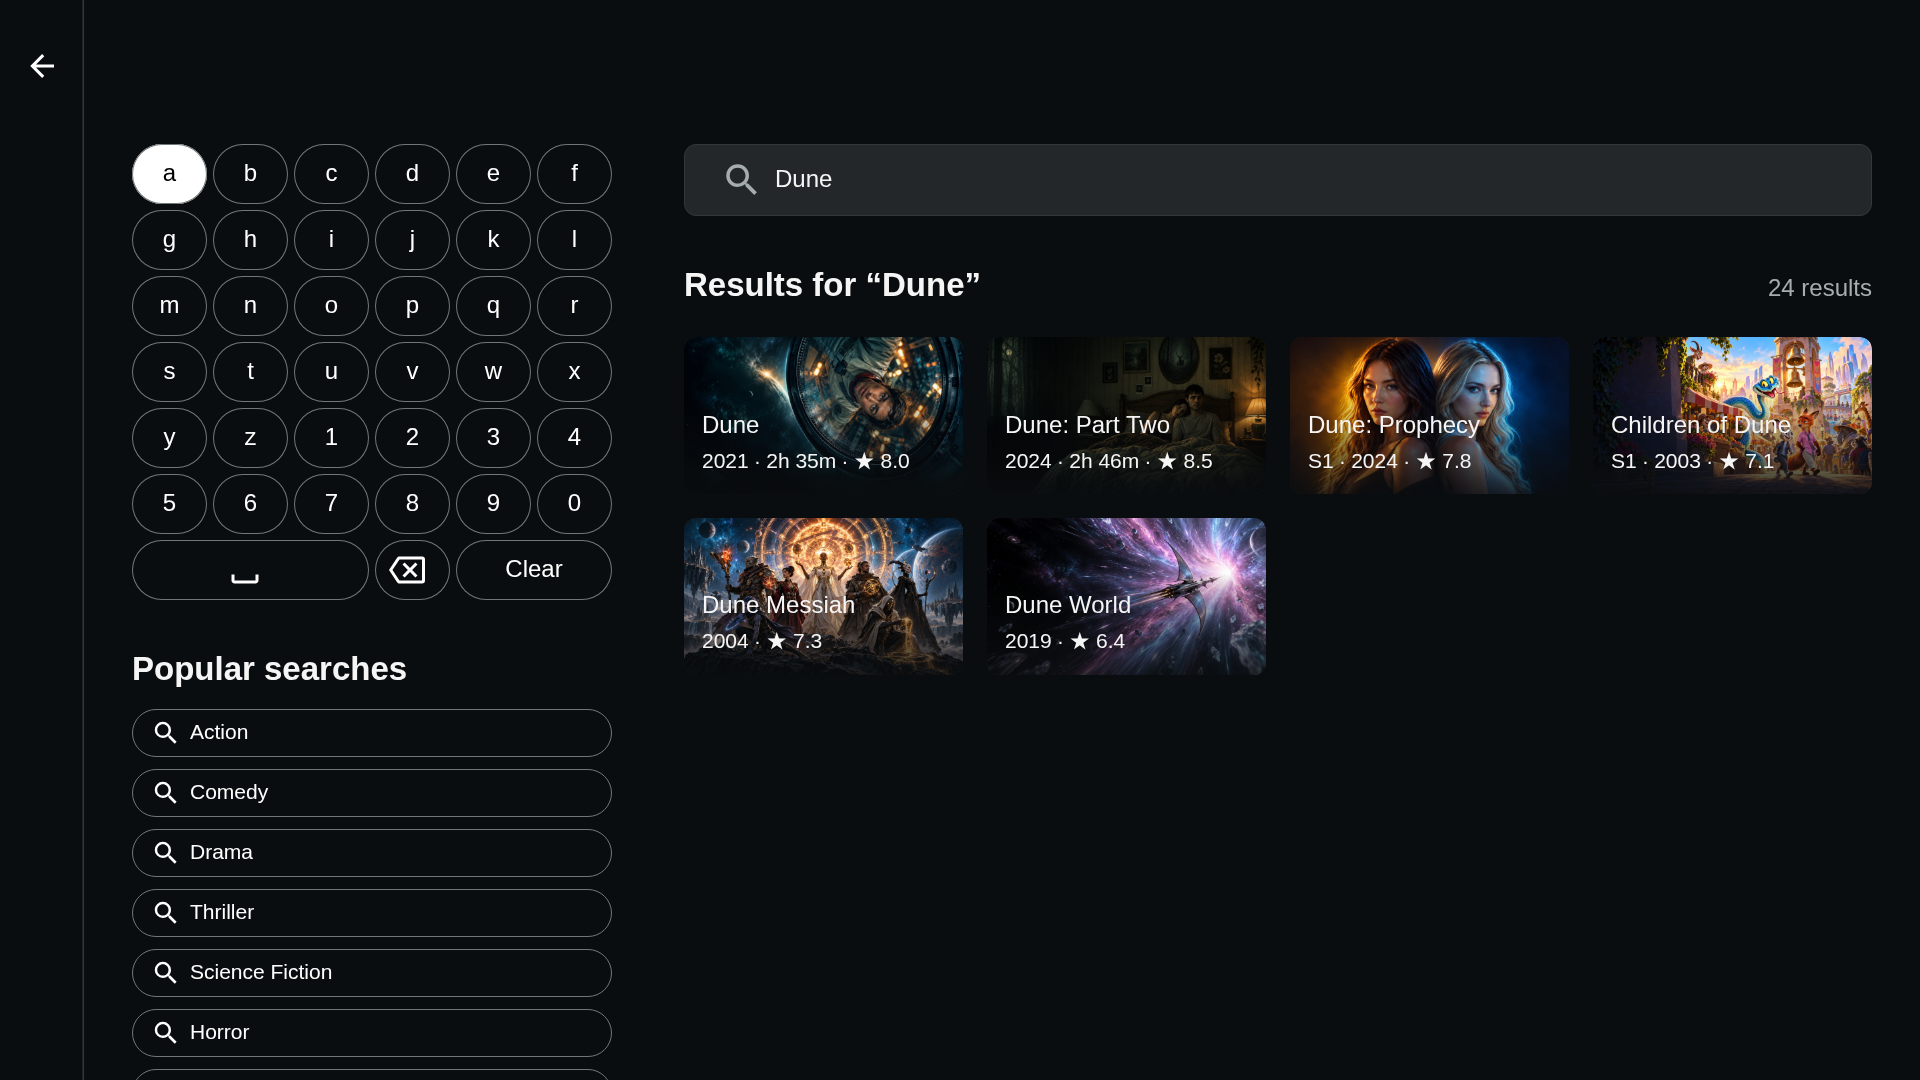 a b c d e f
g h i j k l
m n o p q r
s t u v w x
y z 1 2 3 4
5 6 7 8 9 0
Clear
Popular searches
Action
Comedy
Drama
Thriller
Science Fiction
Horror
Dune
Results for “Dune”
24 results
Dune
2021 · 2h 35m · ★ 8.0
Dune: Part Two
2024 · 2h 46m · ★ 8.5
Dune: Prophecy
S1 · 2024 · ★ 7.8
Children of Dune
S1 · 2003 · ★ 7.1
Dune Messiah
2004 · ★ 7.3
Dune World
2019 · ★ 6.4